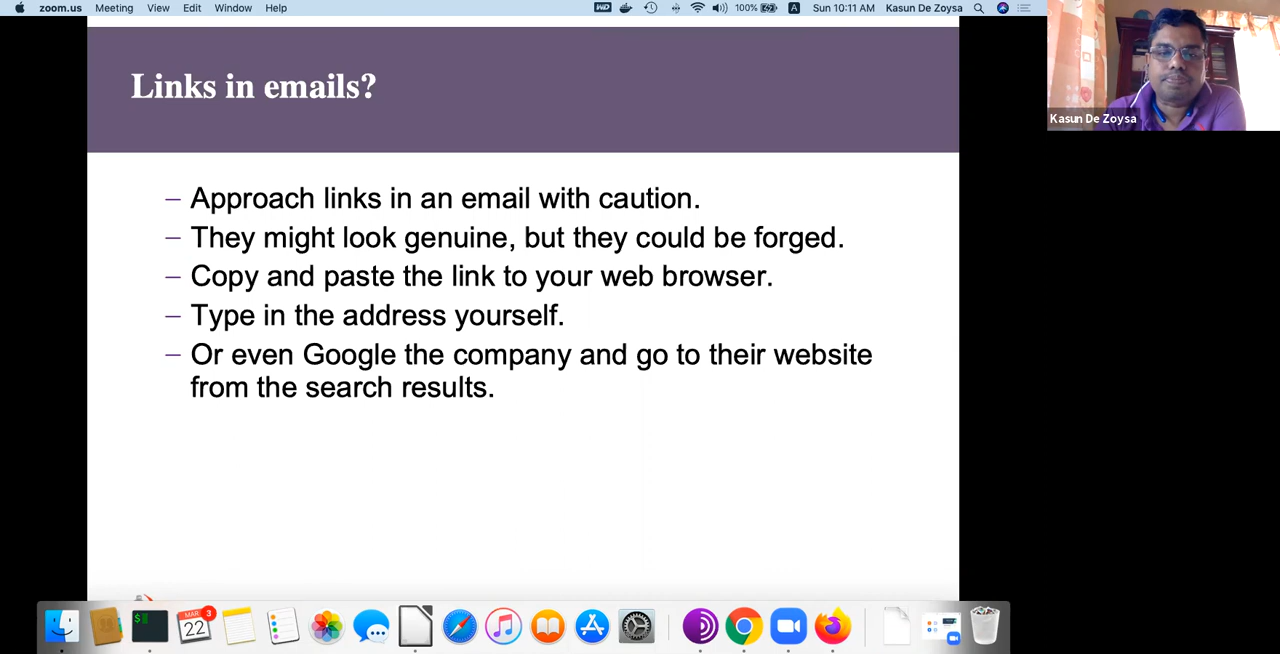 zoom.us Meeting View Edit Window Help 100% A Sun 10:11 AM Kasun De Zoysa
Kasun De Zoysa
Links in emails?
– Approach links in an email with caution.
– They might look genuine, but they could be forged.
– Copy and paste the link to your web browser.
– Type in the address yourself.
– Or even Google the company and go to their website
from the search results.
MAR 3
22